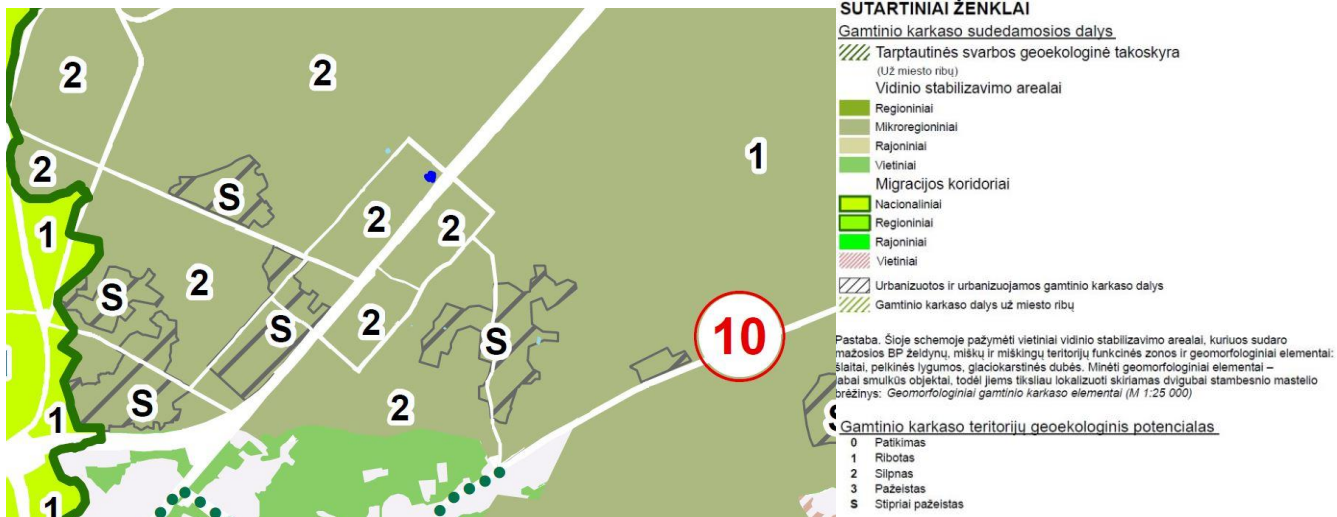 2
2
2
1
S
1
2
2
S
2
S
2
10
S
S
2
1
1
SUTARTINIAI ŽENKLAI
Gamtinio karkaso sudedamosios dalys
Tarptautinės svarbos geoekologinė takoskyra
(Už miesto ribų)
Vidinio stabilizavimo arealai
Regioniniai
Mikroregioniniai
Rajoniniai
Vietiniai
Migracijos koridoriai
Nacionaliniai
Regioniniai
Rajoniniai
Vietiniai
Urbanizuotos ir urbanizuojamos gamtinio karkaso dalys
Gamtinio karkaso dalys už miesto ribų
Pastaba. Šioje schemoje pažymėti vietiniai vidinio stabilizavimo arealai, kuriuos sudaro
mažosios BP želdynų, miškų ir miškingų teritorijų funkcinės zonos ir geomorfologiniai elementai:
šlaitai, pelkinės lygumos, glaciokarstinės dubės. Minėti geomorfologiniai elementai –
labai smulkūs objektai, todėl jiems tiksliau lokalizuoti skiriamas dvigubai stambesnio mastelio
brėžinys: Geomorfologiniai gamtinio karkaso elementai (M 1:25 000)
Gamtinio karkaso teritorijų geoekologinis potencialas
0 Patikimas
1 Ribotas
2 Silpnas
3 Pažeistas
S Stipriai pažeistas